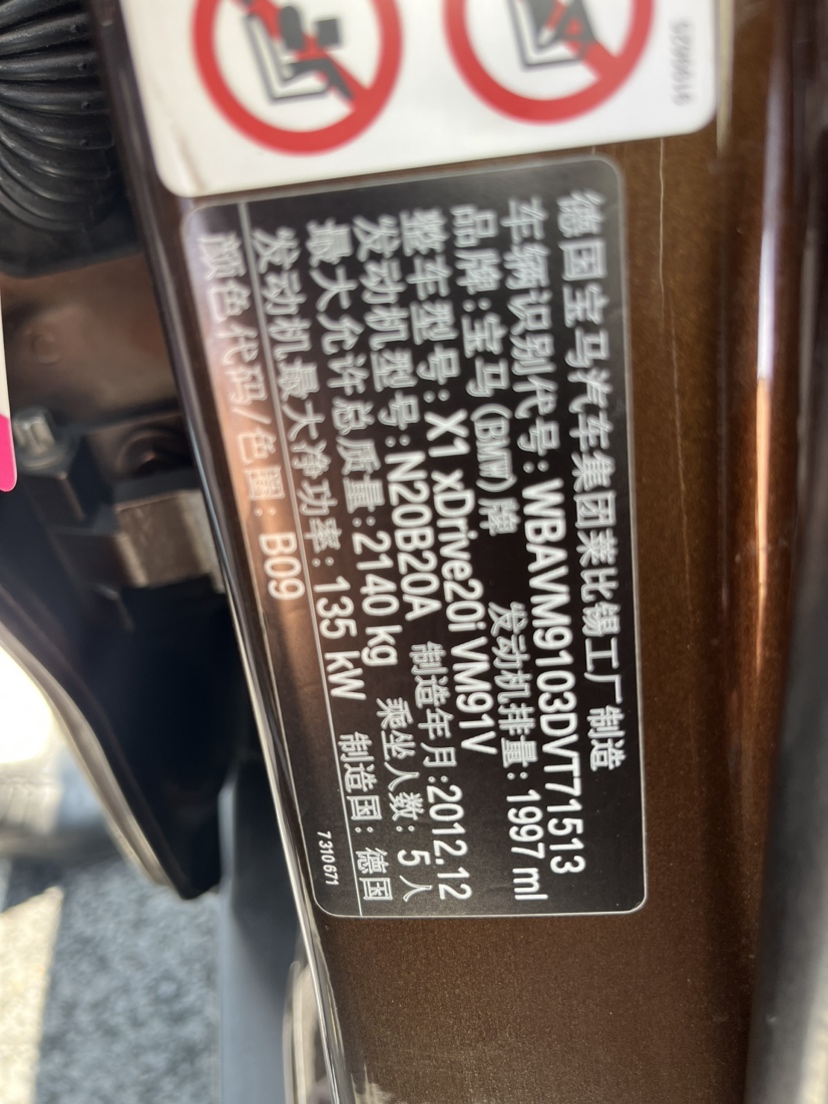 德国宝马汽车集团莱比锡工厂制造
车辆识别代号: WBAVM9103DVT71513
品牌:宝马(BMW)牌 发动机排量: 1997 ml
整车型号: X1 xDrive20i VM91V
发动机型号: N20B20A 制造年月:2012.12
最大允许总质量: 2140 kg 乘坐人数: 5人
发动机最大净功率: 135 kW 制造国: 德国
颜色代码/色圈: B09
7310671